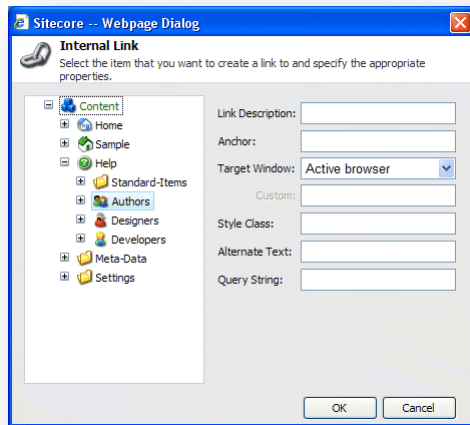 Sitecore -- Webpage Dialog
Internal Link
Select the item that you want to create a link to and specify the appropriate
properties.
Content
Home
Sample
Help
Standard-Items
Authors
Designers
Developers
Meta-Data
Settings
Link Description:
Anchor:
Target Window: Active browser
Custom:
Style Class:
Alternate Text:
Query String:
OK Cancel